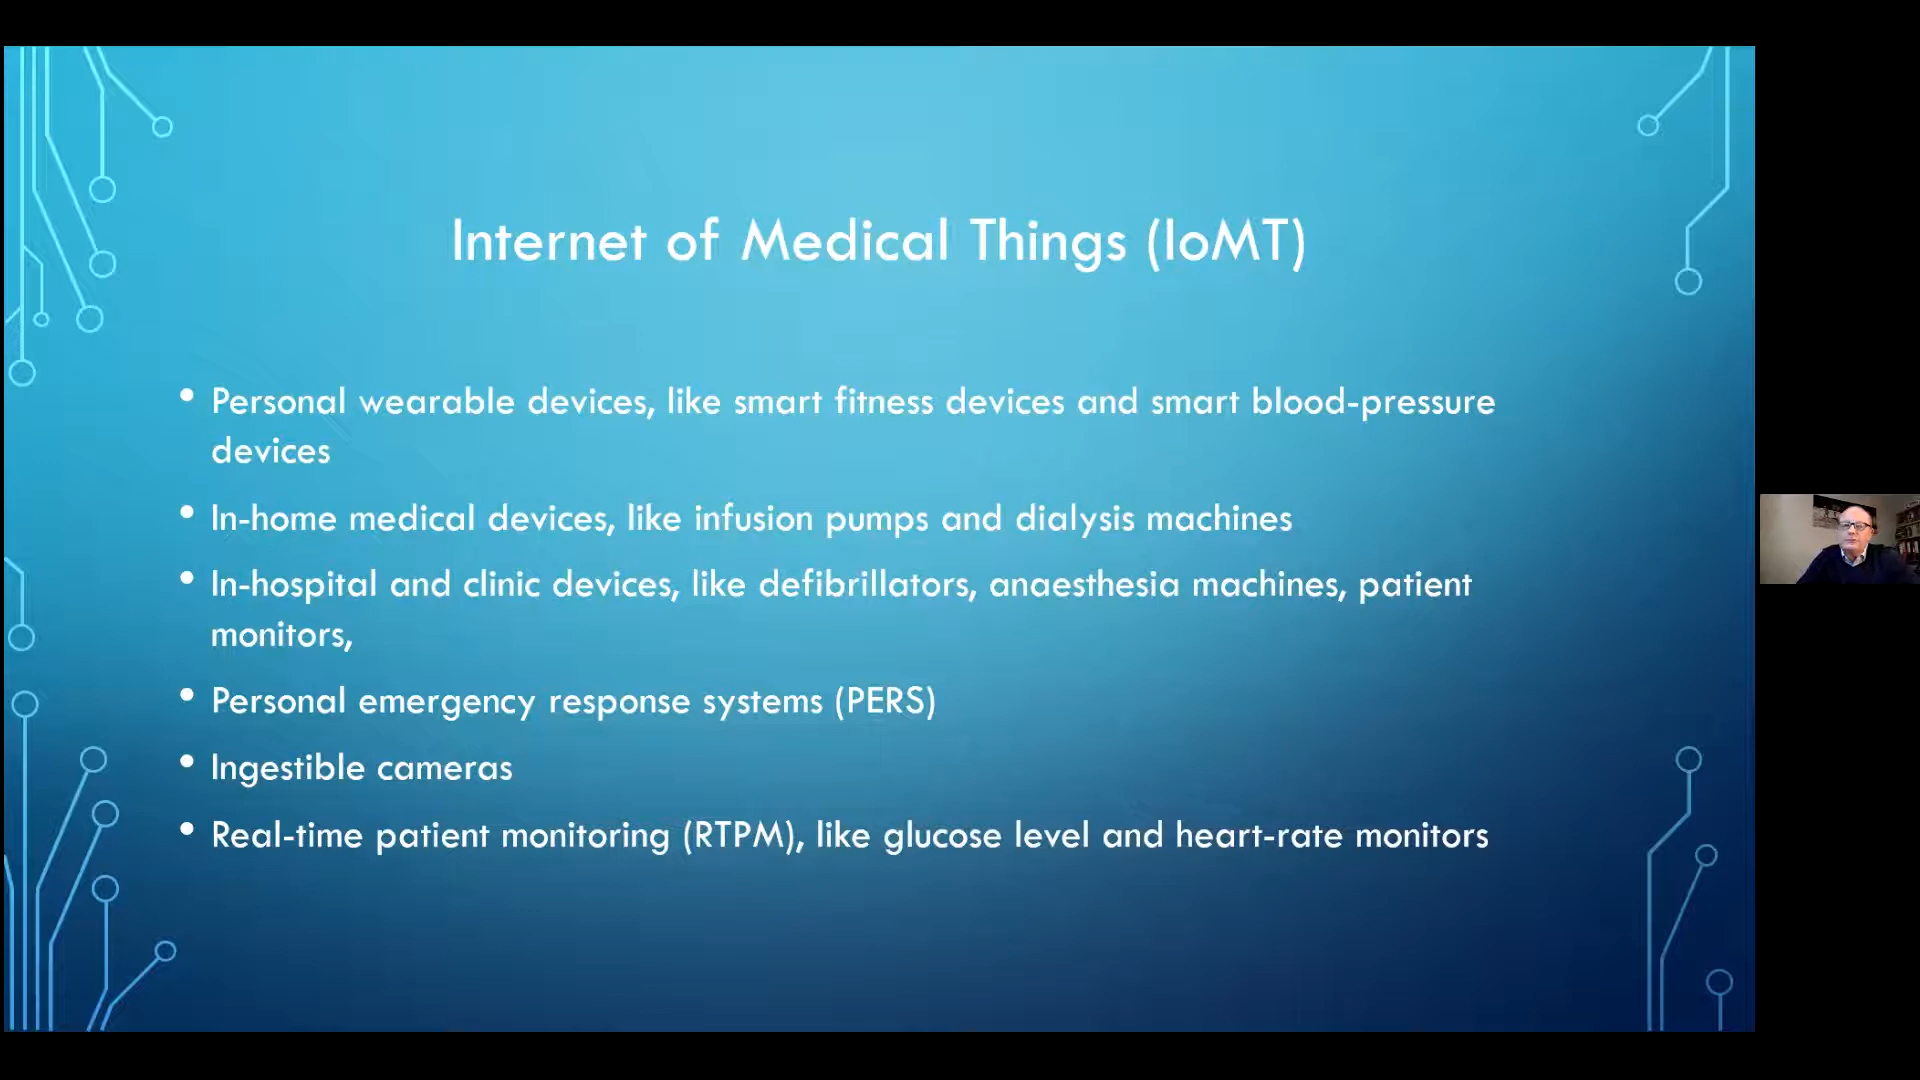 Internet of Medical Things (IoMT)
• Personal wearable devices, like smart fitness devices and smart blood-pressure
devices
• In-home medical devices, like infusion pumps and dialysis machines
• In-hospital and clinic devices, like defibrillators, anaesthesia machines, patient
monitors,
• Personal emergency response systems (PERS)
• Ingestible cameras
• Real-time patient monitoring (RTPM), like glucose level and heart-rate monitors